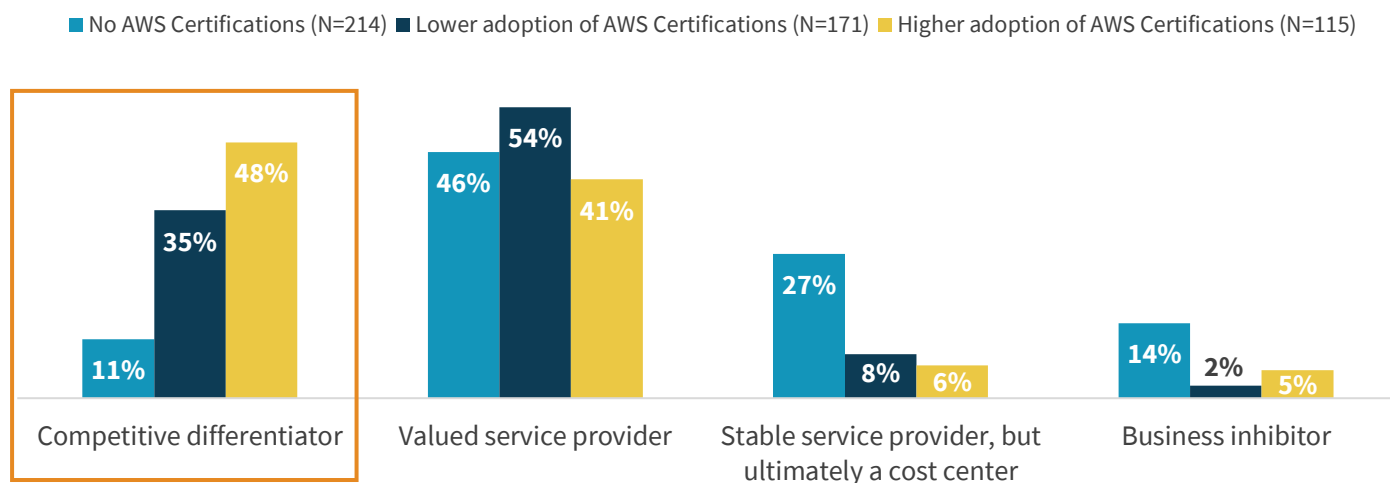 No AWS Certifications (N=214) Lower adoption of AWS Certifications (N=171) Higher adoption of AWS Certifications (N=115)
11%
35%
48%
46%
54%
41%
27%
8%
6%
14%
2%
5%
Competitive differentiator
Valued service provider
Stable service provider, but
ultimately a cost center
Business inhibitor